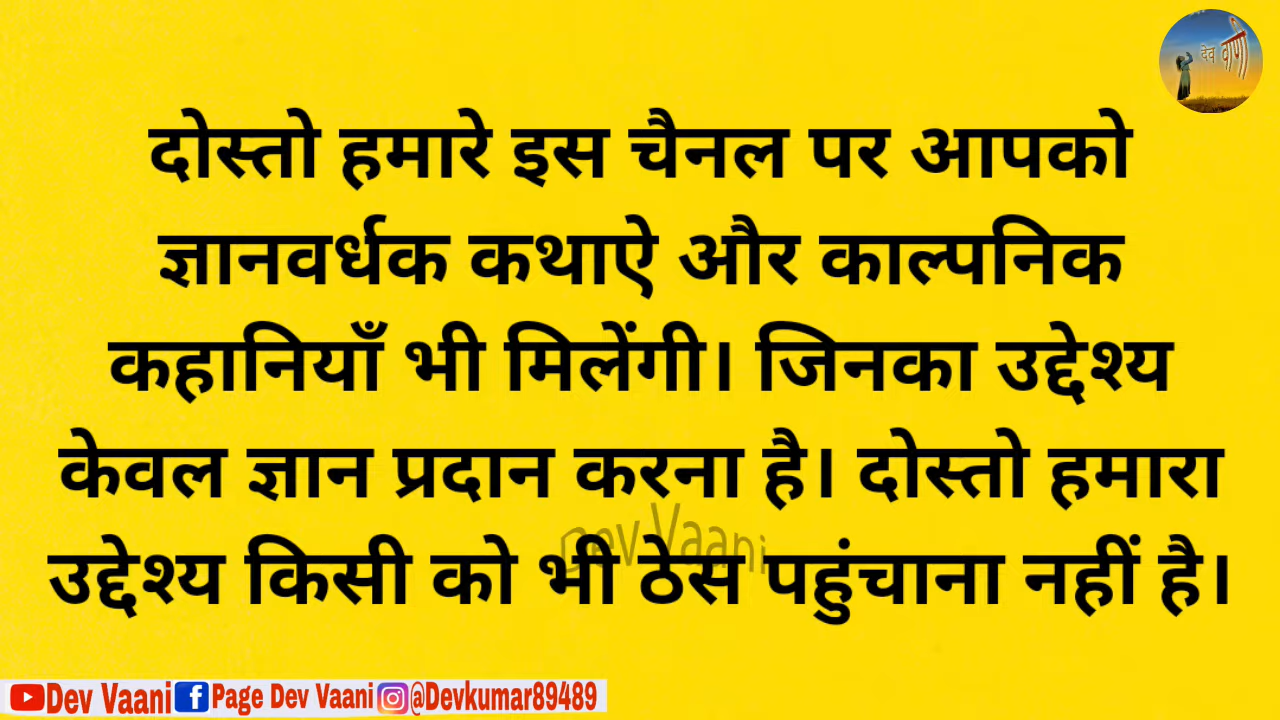 देव वाणी
दोस्तो हमारे इस चैनल पर आपको
ज्ञानवर्धक कथाऐ और काल्पनिक
कहानियाँ भी मिलेंगी। जिनका उद्देश्य
केवल ज्ञान प्रदान करना है। दोस्तो हमारा
Dev Vaani
उद्देश्य किसी को भी ठेस पहुंचाना नहीं है।
Dev Vaani Page Dev Vaani @Devkumar89489